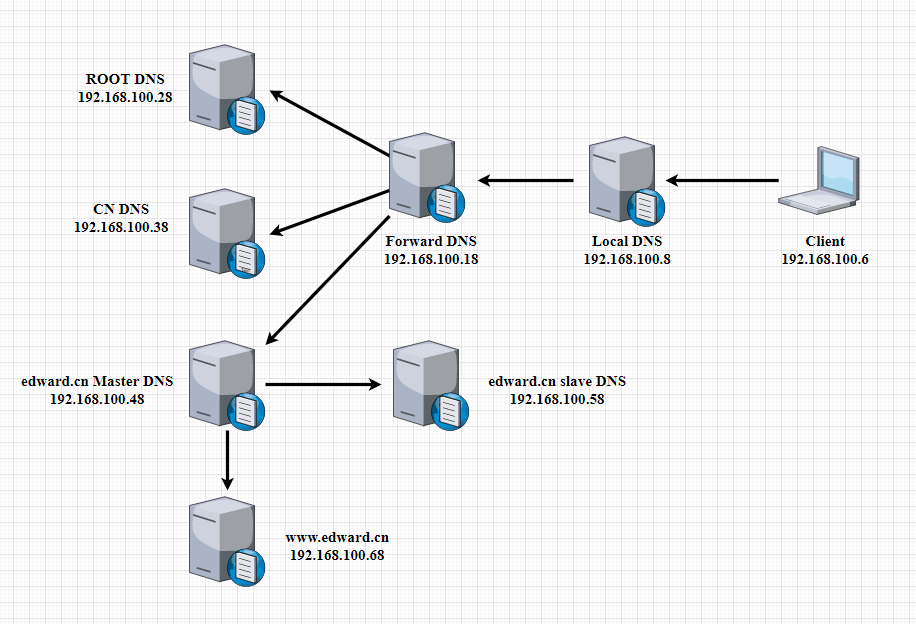 ROOT DNS
192.168.100.28
CN DNS
192.168.100.38
Forward DNS
192.168.100.18
Local DNS
192.168.100.8
Client
192.168.100.6
edward.cn Master DNS
192.168.100.48
edward.cn slave DNS
192.168.100.58
www.edward.cn
192.168.100.68